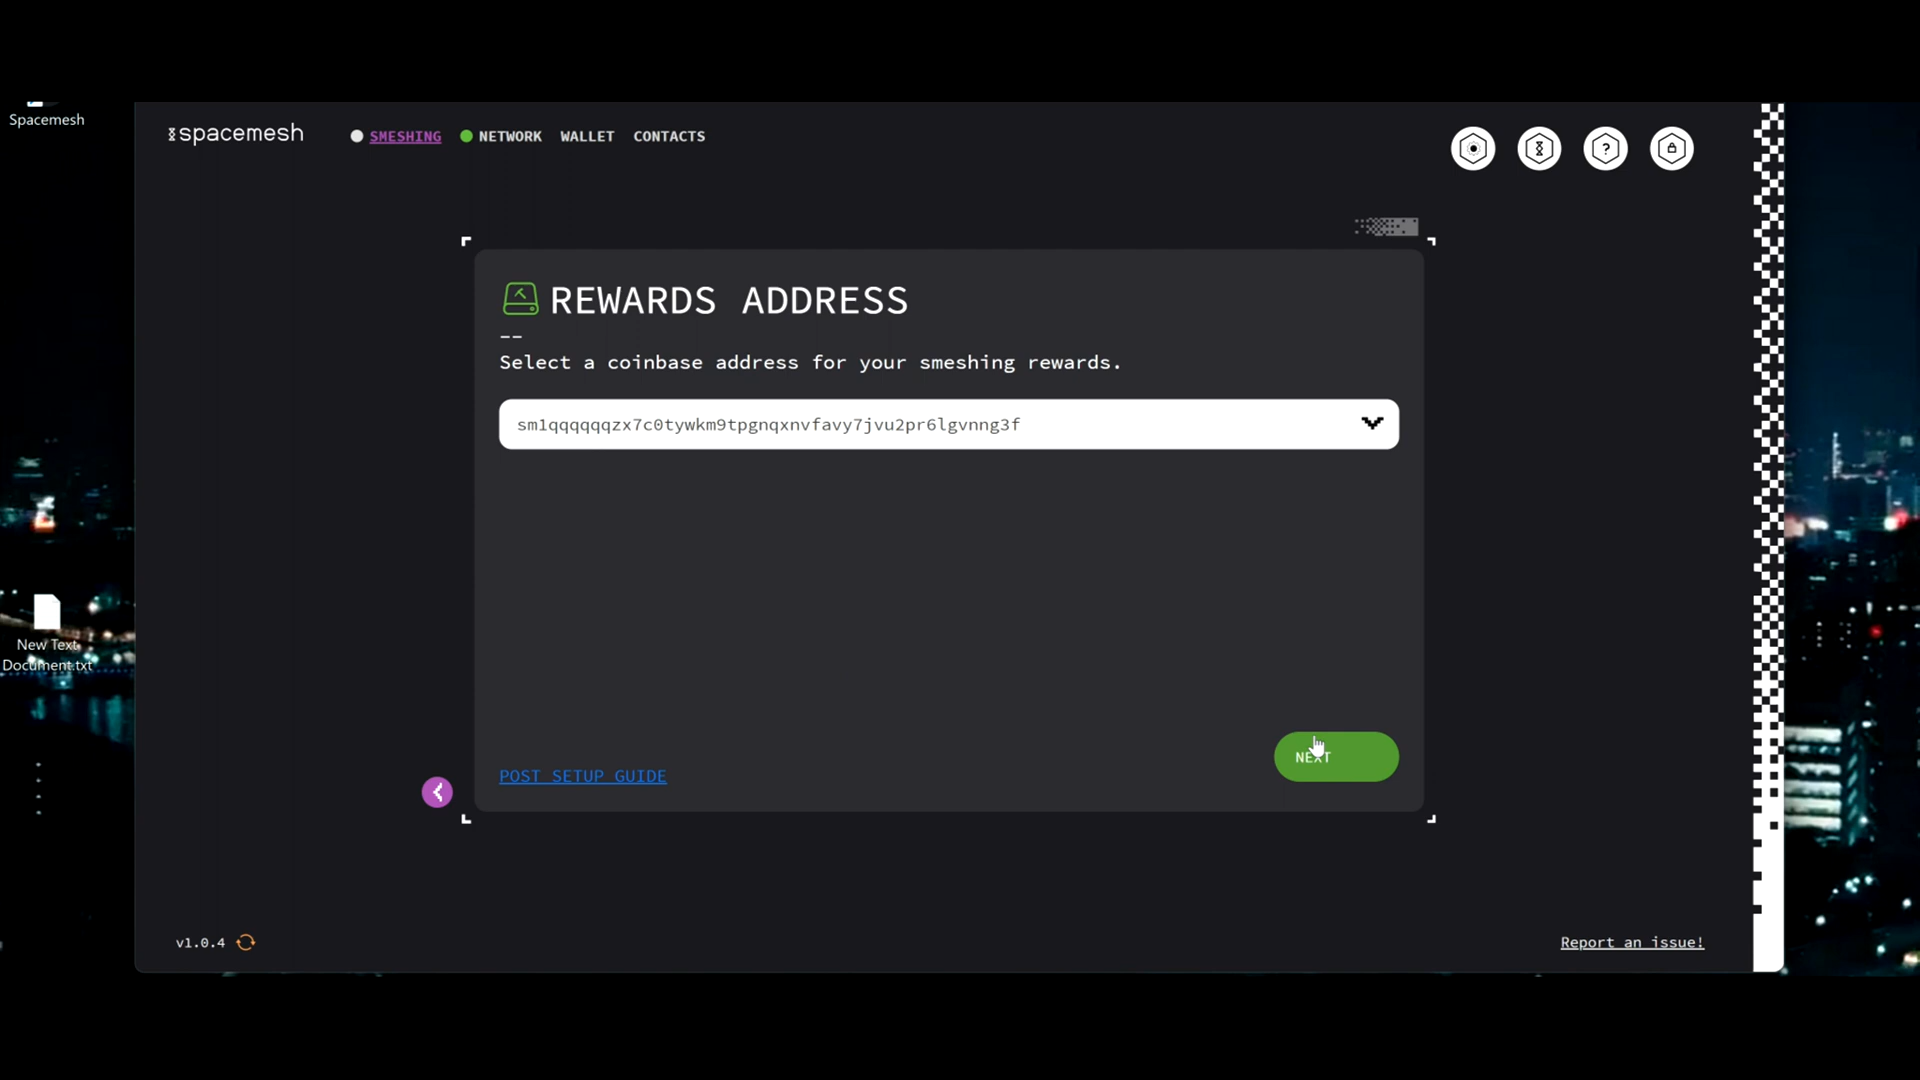 Spacemesh
spacemesh
SMESHING
NETWORK
WALLET
CONTACTS
?
REWARDS ADDRESS
--
Select a coinbase address for your smeshing rewards.
sm1qqqqqqzx7c0tywkm9tpgnqxnvfavy7jvu2pr6lgvnng3f
New Text
Document.txt
NEXT
POST SETUP GUIDE
v1.0.4
Report an issue!